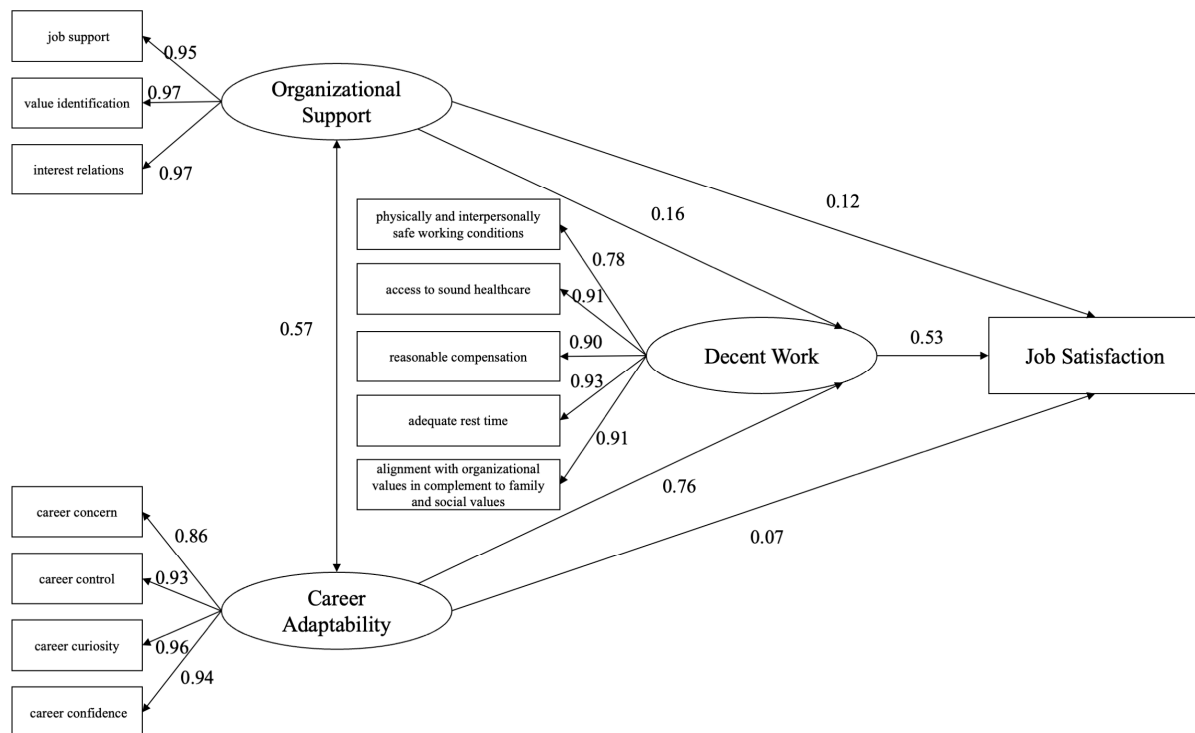 job support
0.95
value identification
0.97
interest relations
0.97
Organizational
Support
0.12
0.16
physically and interpersonally
safe working conditions
0.78
access to sound healthcare
0.91
reasonable compensation
0.90
adequate rest time
0.93
alignment with organizational
values in complement to family
and social values
0.91
0.57
Decent Work
0.53
Job Satisfaction
0.76
0.07
career concern
0.86
career control
0.93
career curiosity
0.96
career confidence
0.94
Career
Adaptability